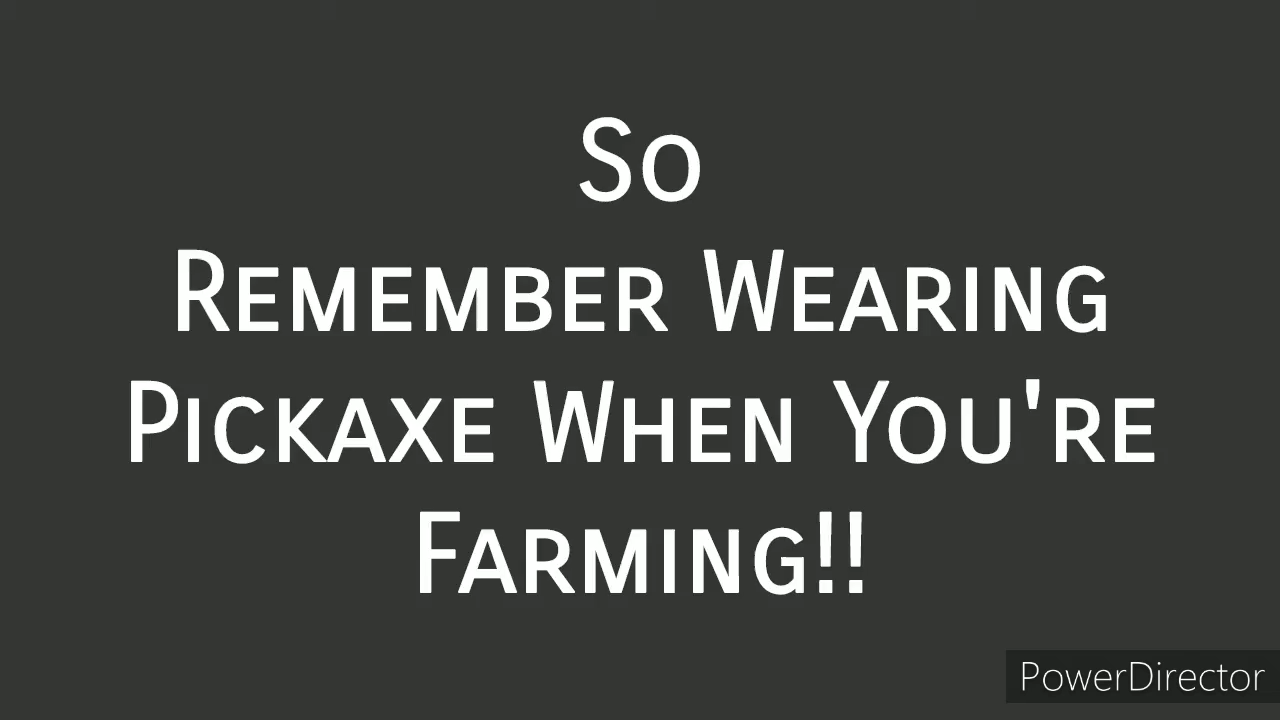 So
Remember Wearing
Pickaxe When You're
Farming!!
PowerDirector